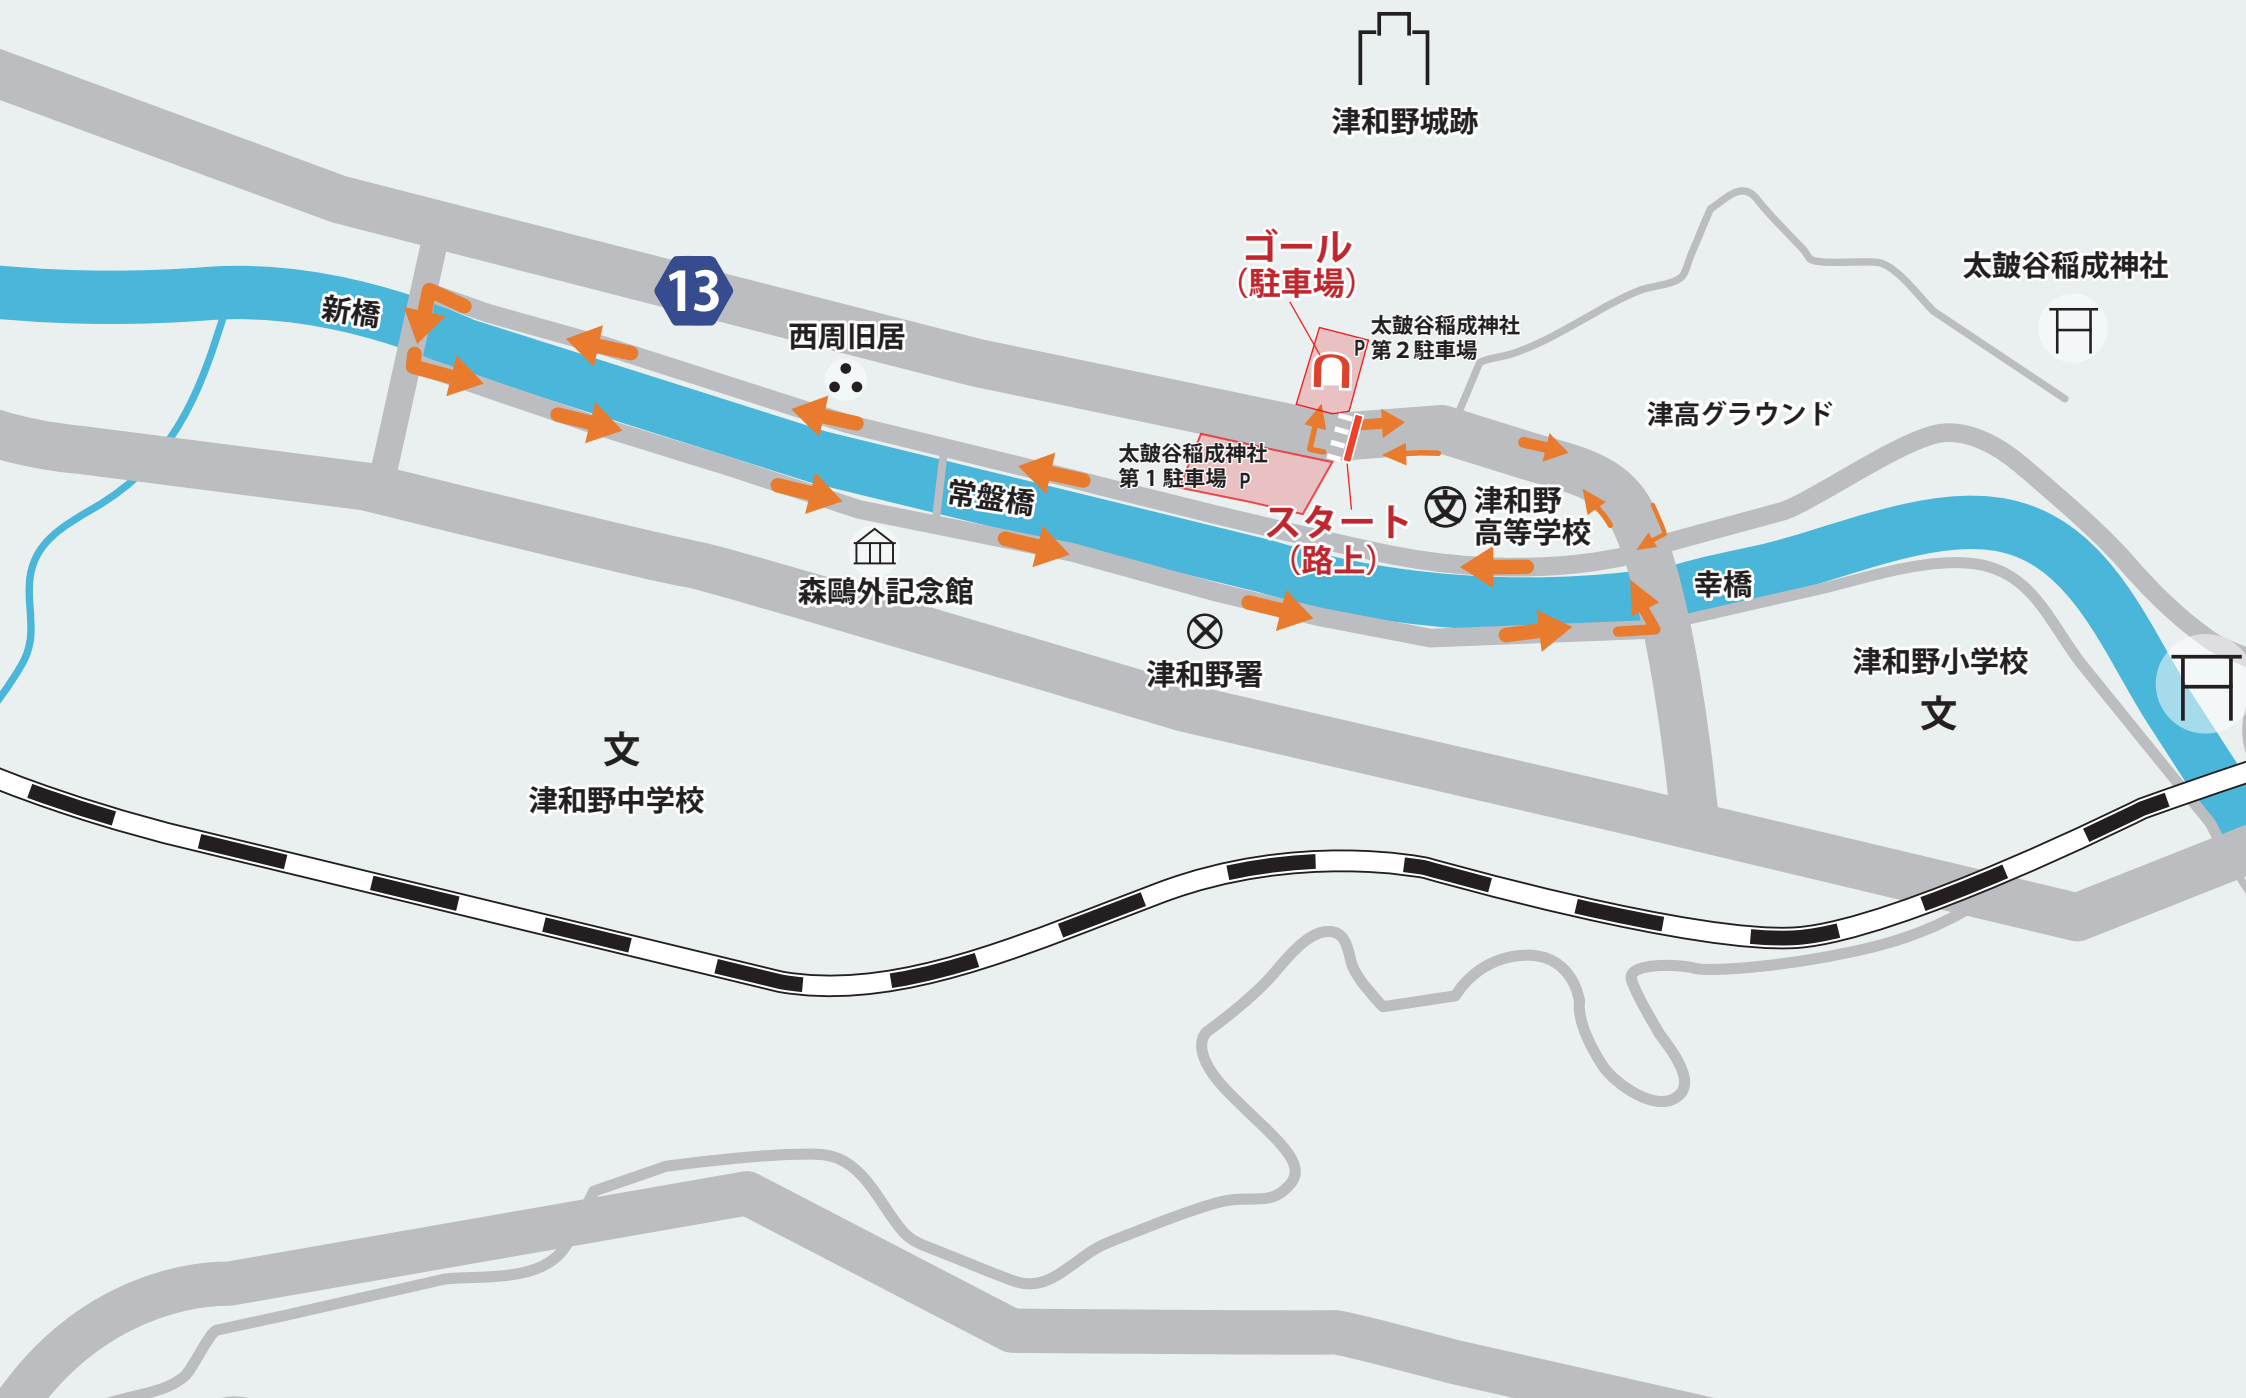 津和野城跡
ゴール
（駐車場）
太皷谷稲成神社
13
新橋
西周旧居
太皷谷稲成神社
P 第２駐車場
津高グラウンド
太皷谷稲成神社
第１駐車場 P
常盤橋
スタート
（路上）
文 津和野
高等学校
森鷗外記念館
幸橋
津和野署
津和野小学校
文
文
津和野中学校